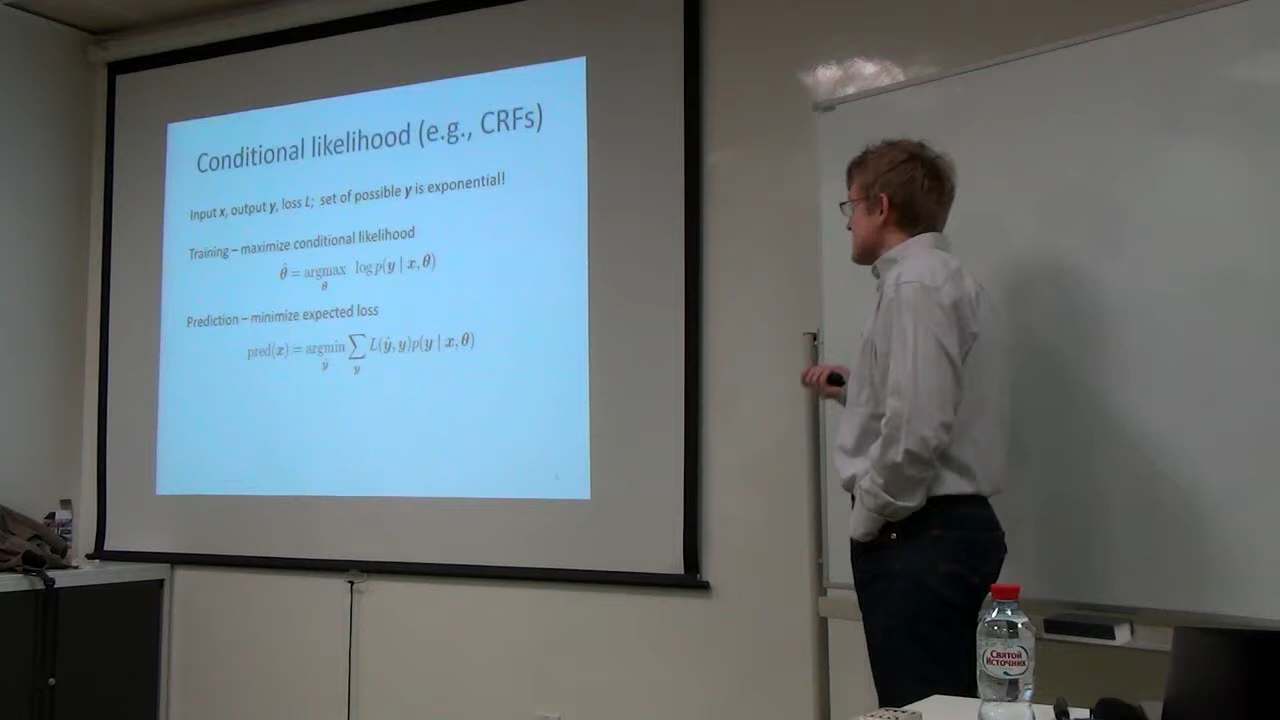 Conditional likelihood (e.g., CRFs)
Input x, output y, loss L; set of possible y is exponential!
Training – maximize conditional likelihood
θ̂ = argmax log p(y | x, θ)
θ
Prediction – minimize expected loss
pred(x) = argmin ∑ L(ŷ, y)p(y | x, θ)
ŷ y
СВЯТОЙ
ИСТОЧНИК